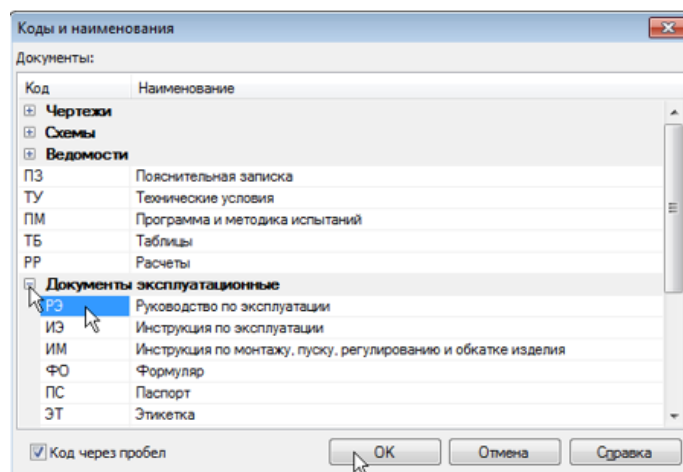 Коды и наименования
Документы:
Код Наименование
Чертежи
Схемы
Ведомости
ПЗ Пояснительная записка
ТУ Технические условия
ПМ Программа и методика испытаний
ТБ Таблицы
РР Расчеты
Документы эксплуатационные
РЭ Руководство по эксплуатации
ИЭ Инструкция по эксплуатации
ИМ Инструкция по монтажу, пуску, регулированию и обкатке изделия
ФО Формуляр
ПС Паспорт
ЭТ Этикетка
Код через пробел OK Отмена Справка